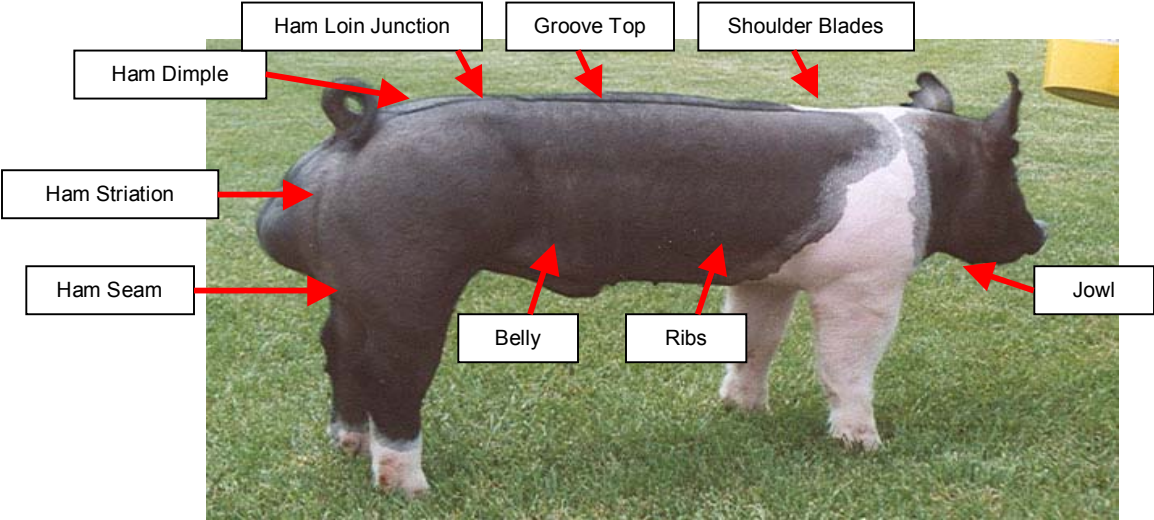 Ham Loin Junction
Groove Top
Shoulder Blades
Ham Dimple
Ham Striation
Ham Seam
Belly
Ribs
Jowl